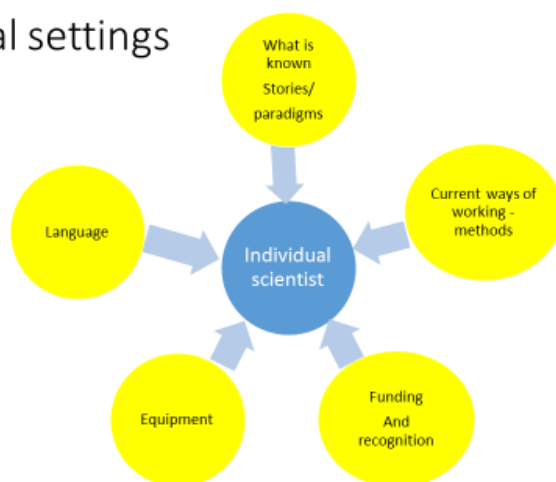 al settings
What is
known
Stories/
paradigms
Current ways of
working -
methods
Language
Individual
scientist
Equipment
Funding
And
recognition